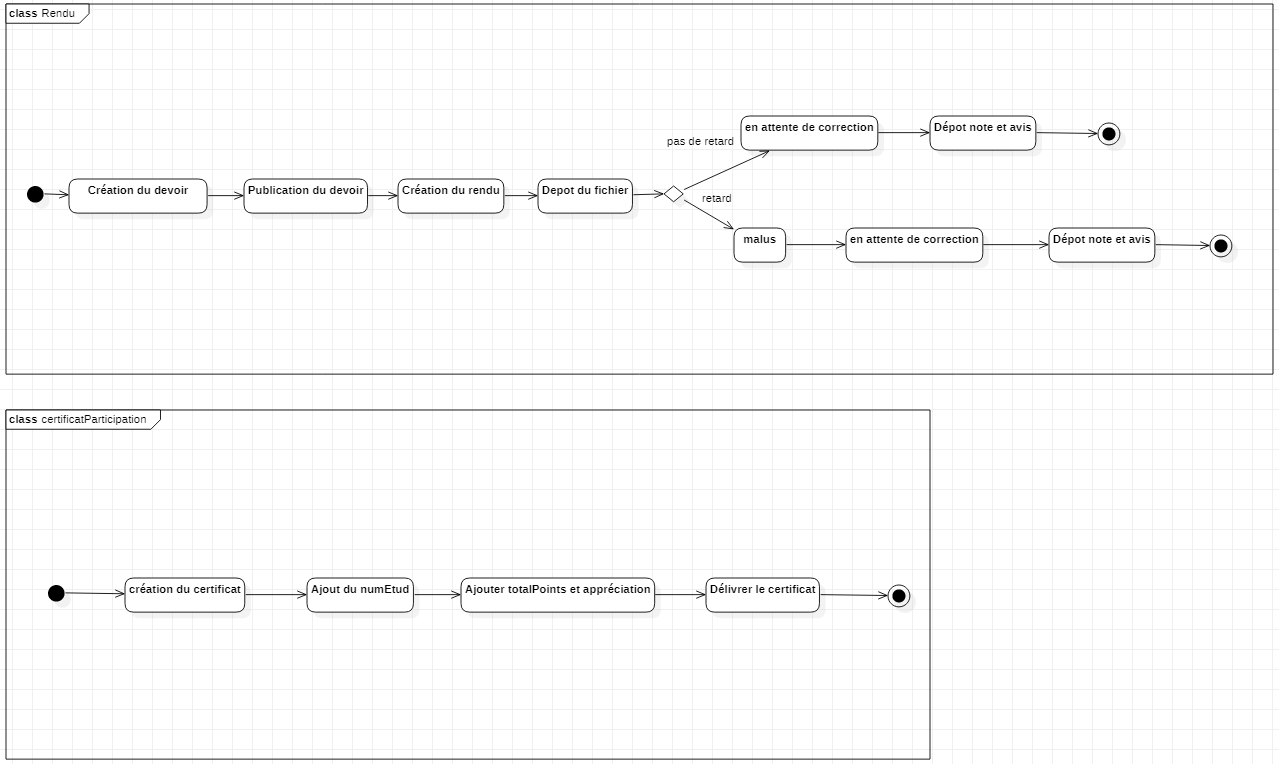 class Rendu
en attente de correction
Dépot note et avis
pas de retard
Création du devoir
Publication du devoir
Création du rendu
Depot du fichier
retard
malus
en attente de correction
Dépot note et avis
class certificatParticipation
création du certificat
Ajout du numEtud
Ajouter totalPoints et appréciation
Délivrer le certificat